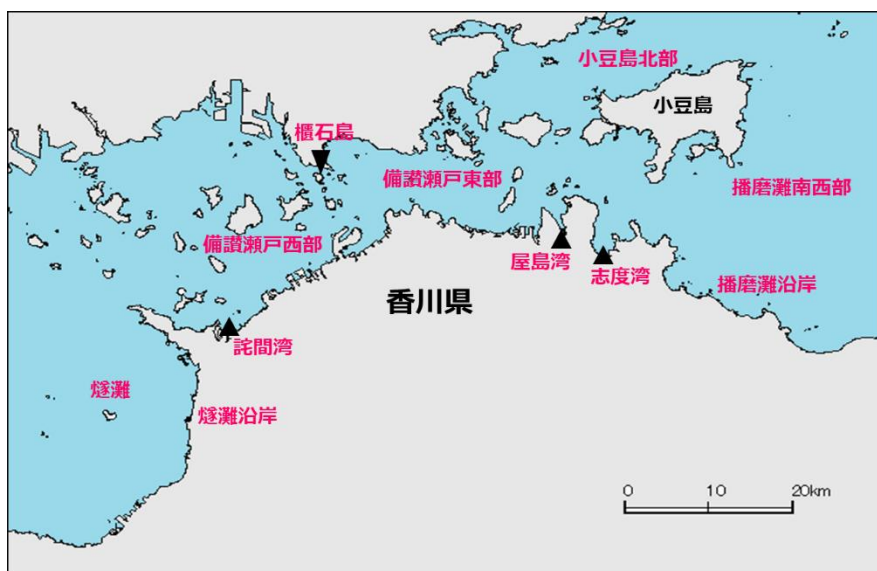 小豆島北部
小豆島
櫃石島
備讃瀬戸東部
播磨灘南西部
備讃瀬戸西部
屋島湾
志度湾
播磨灘沿岸
香川県
詫間湾
燧灘
燧灘沿岸
0 10 20km